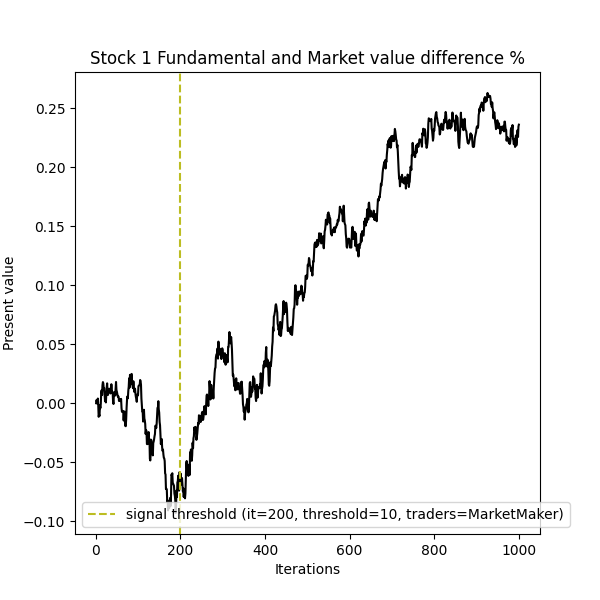 Stock 1 Fundamental and Market value difference %
Present value
0.25
0.20
0.15
0.10
0.05
0.00
−0.05
−0.10
signal threshold (it=200, threshold=10, traders=MarketMaker)
0 200 400 600 800 1000
Iterations